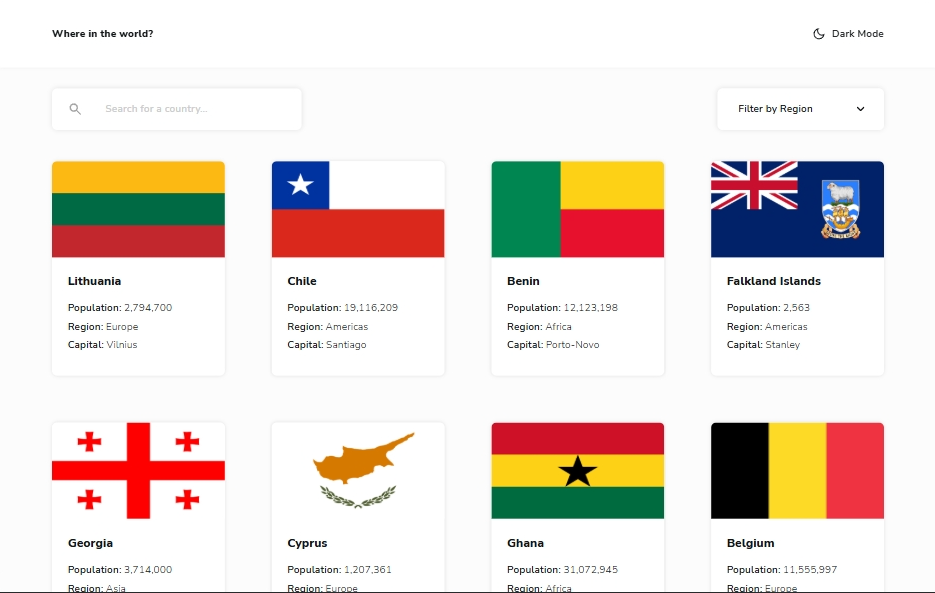 Where in the world?
Dark Mode
Search for a country...
Filter by Region
Lithuania
Population: 2,794,700
Region: Europe
Capital: Vilnius
Chile
Population: 19,116,209
Region: Americas
Capital: Santiago
Benin
Population: 12,123,198
Region: Africa
Capital: Porto-Novo
Falkland Islands
Population: 2,563
Region: Americas
Capital: Stanley
Georgia
Population: 3,714,000
Region: Asia
Cyprus
Population: 1,207,361
Region: Europe
Ghana
Population: 31,072,945
Region: Africa
Belgium
Population: 11,555,997
Region: Europe